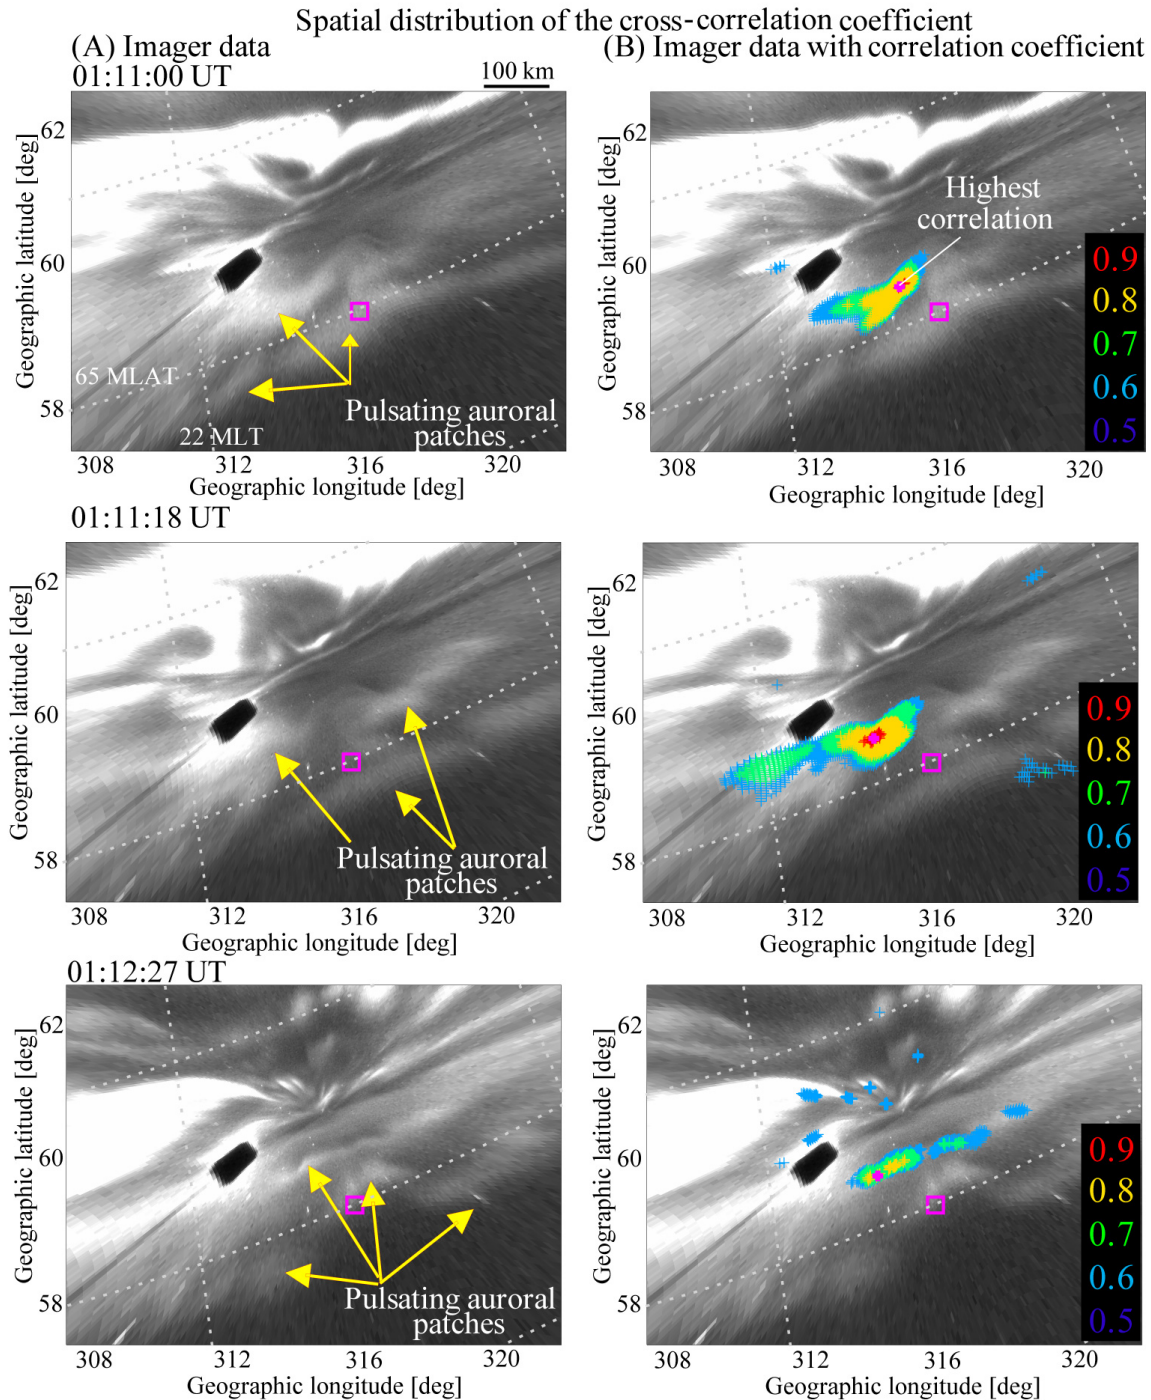 Spatial distribution of the cross-correlation coefficient
(A) Imager data
(B) Imager data with correlation coefficient
01:11:00 UT
100 km
62
60
58
Geographic latitude [deg]
65 MLAT
22 MLT
Pulsating auroral
patches
308
312
316
320
Geographic longitude [deg]
62
60
58
Geographic latitude [deg]
Highest
correlation
0.9
0.8
0.7
0.6
0.5
308
312
316
320
Geographic longitude [deg]
01:11:18 UT
62
60
58
Geographic latitude [deg]
Pulsating auroral
patches
308
312
316
320
Geographic longitude [deg]
62
60
58
Geographic latitude [deg]
0.9
0.8
0.7
0.6
0.5
308
312
316
320
Geographic longitude [deg]
01:12:27 UT
62
60
58
Geographic latitude [deg]
Pulsating auroral
patches
308
312
316
320
Geographic longitude [deg]
62
60
58
Geographic latitude [deg]
0.9
0.8
0.7
0.6
0.5
308
312
316
320
Geographic longitude [deg]